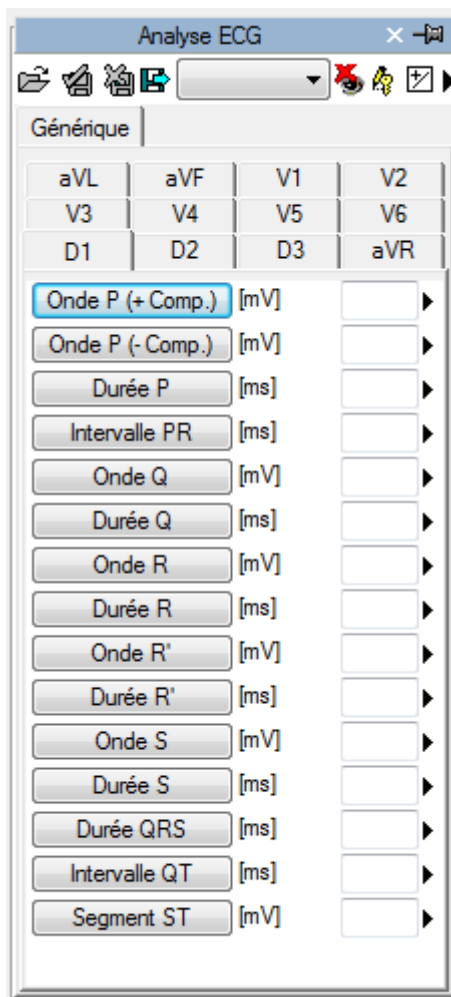 Analyse ECG
Générique
aVL aVF V1 V2
V3 V4 V5 V6
D1 D2 D3 aVR
Onde P (+ Comp.) [mV]
Onde P (- Comp.) [mV]
Durée P [ms]
Intervalle PR [ms]
Onde Q [mV]
Durée Q [ms]
Onde R [mV]
Durée R [ms]
Onde R' [mV]
Durée R' [ms]
Onde S [mV]
Durée S [ms]
Durée QRS [ms]
Intervalle QT [ms]
Segment ST [mV]